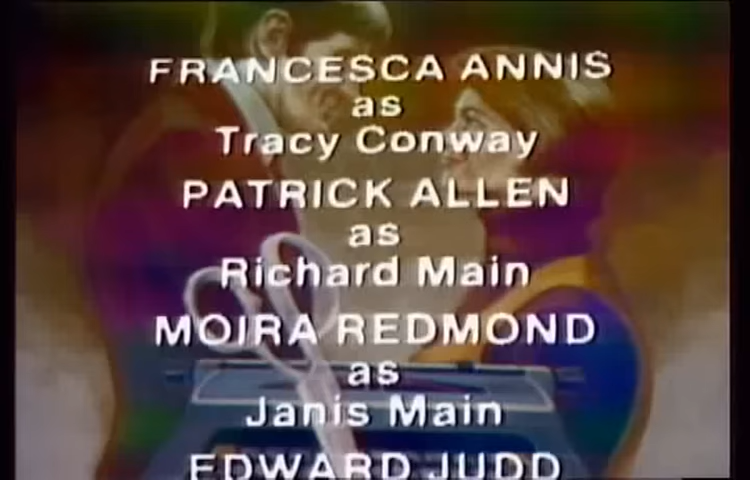 FRANCESCA ANNIS
as
Tracy Conway
PATRICK ALLEN
as
Richard Main
MOIRA REDMOND
as
Janis Main
EDWARD JUDD